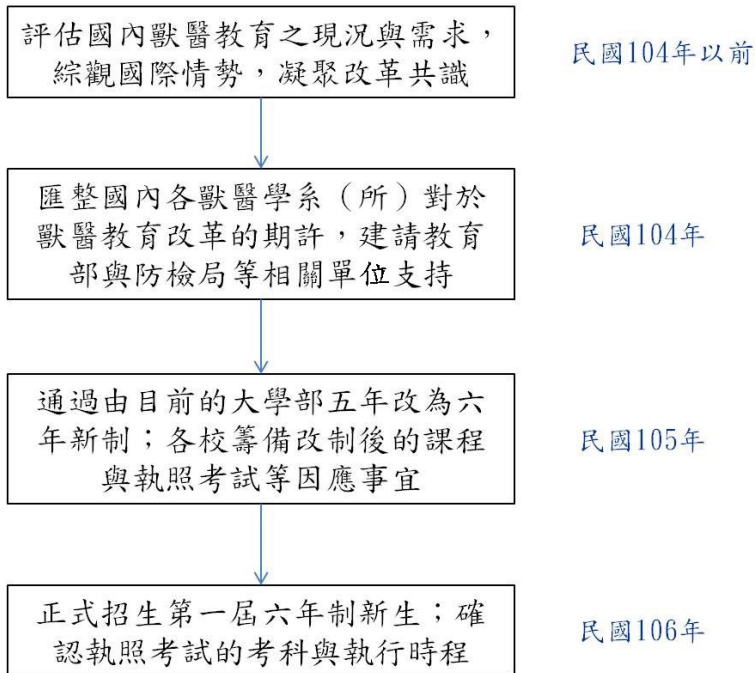 評估國內獸醫教育之現況與需求，
綜觀國際情勢，凝聚改革共識
民國104年以前
匯整國內各獸醫學系（所）對於
獸醫教育改革的期許，建請教育
部與防檢局等相關單位支持
民國104年
通過由目前的大學部五年改為六
年新制；各校籌備改制後的課程
與執照考試等因應事宜
民國105年
正式招生第一屆六年制新生；確
認執照考試的考科與執行時程
民國106年